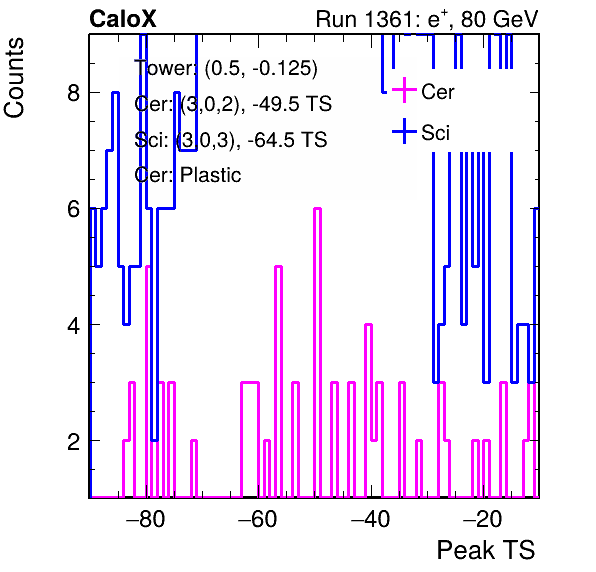 CaloX
Run 1361: e+, 80 GeV
Counts
Tower: (0.5, -0.125)
Cer: (3,0,2), -49.5 TS
Sci: (3,0,3), -64.5 TS
Cer: Plastic
Cer
Sci
8
6
4
2
−80
−60
−40
−20
Peak TS